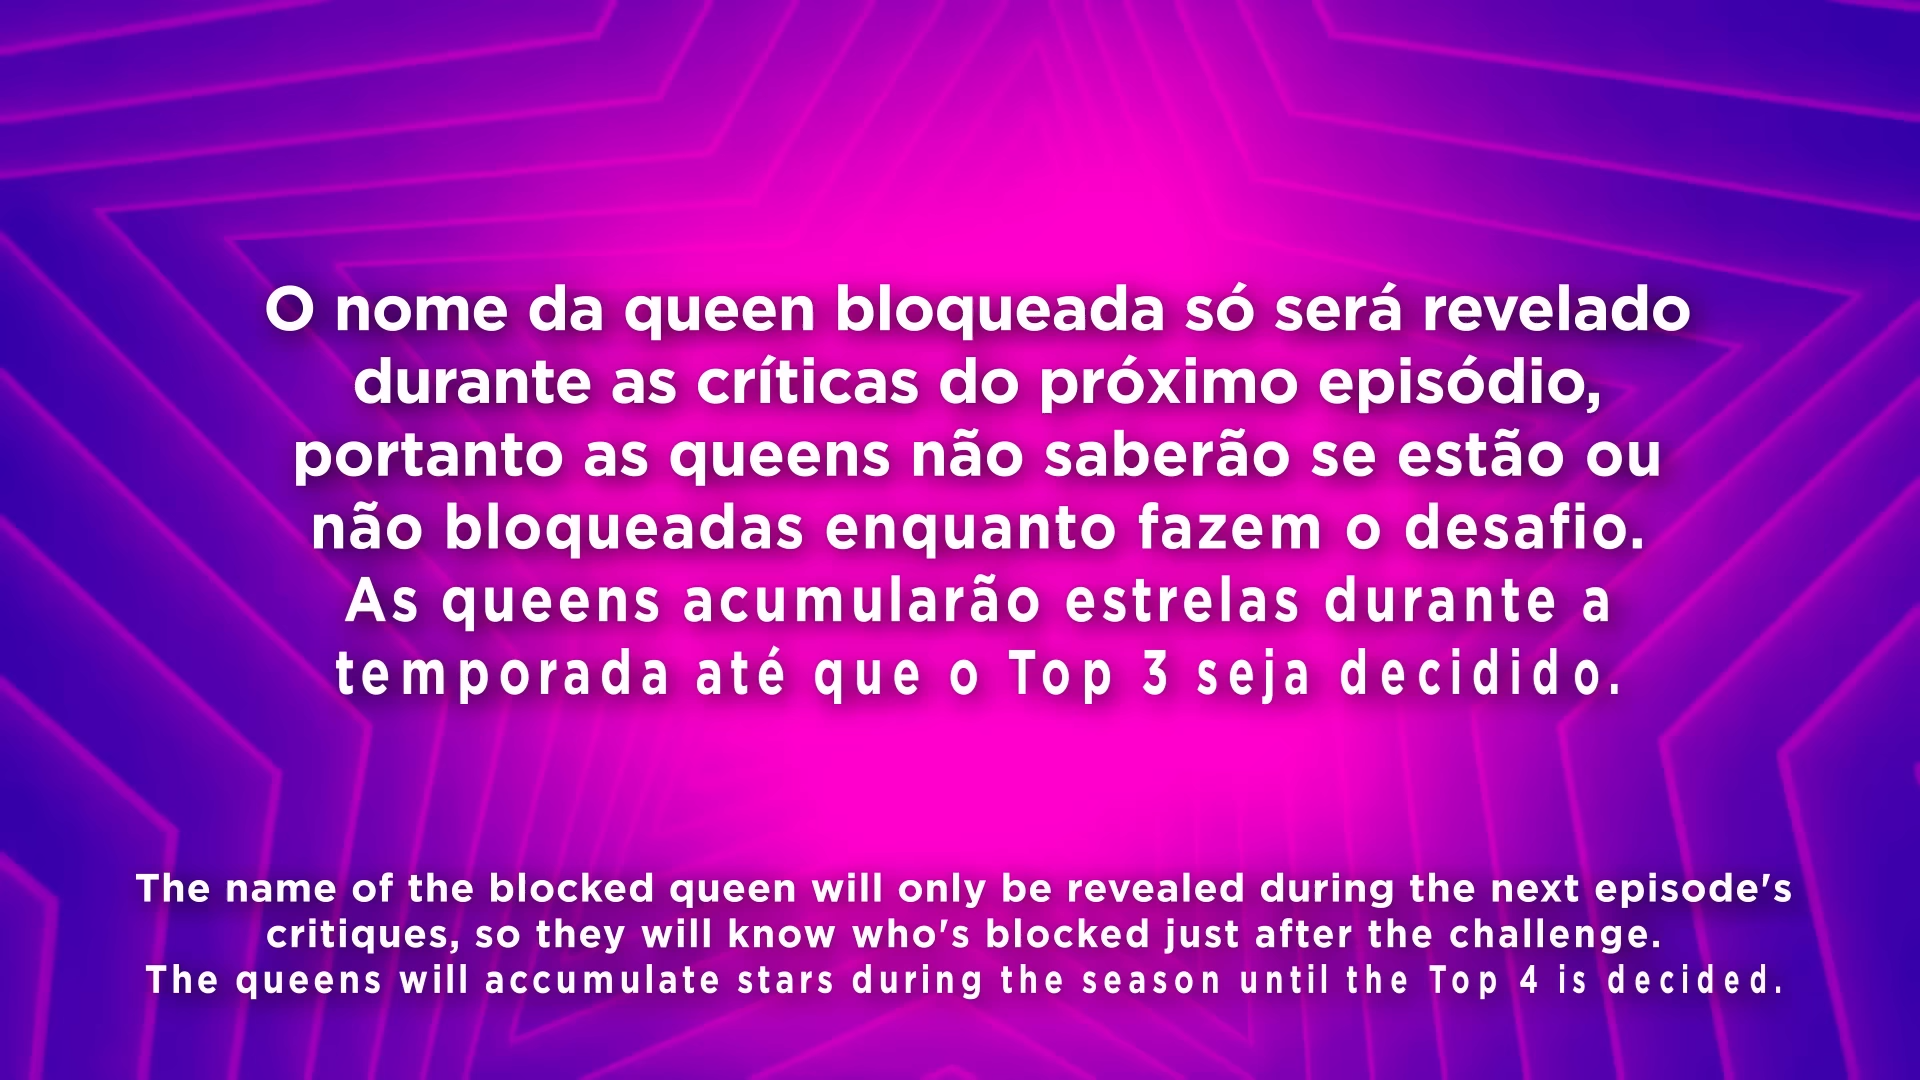 O nome da queen bloqueada só será revelado
durante as críticas do próximo episódio,
portanto as queens não saberão se estão ou
não bloqueadas enquanto fazem o desafio.
As queens acumularão estrelas durante a
temporada até que o Top 3 seja decidido.
The name of the blocked queen will only be revealed during the next episode's
critiques, so they will know who's blocked just after the challenge.
The queens will accumulate stars during the season until the Top 4 is decided.